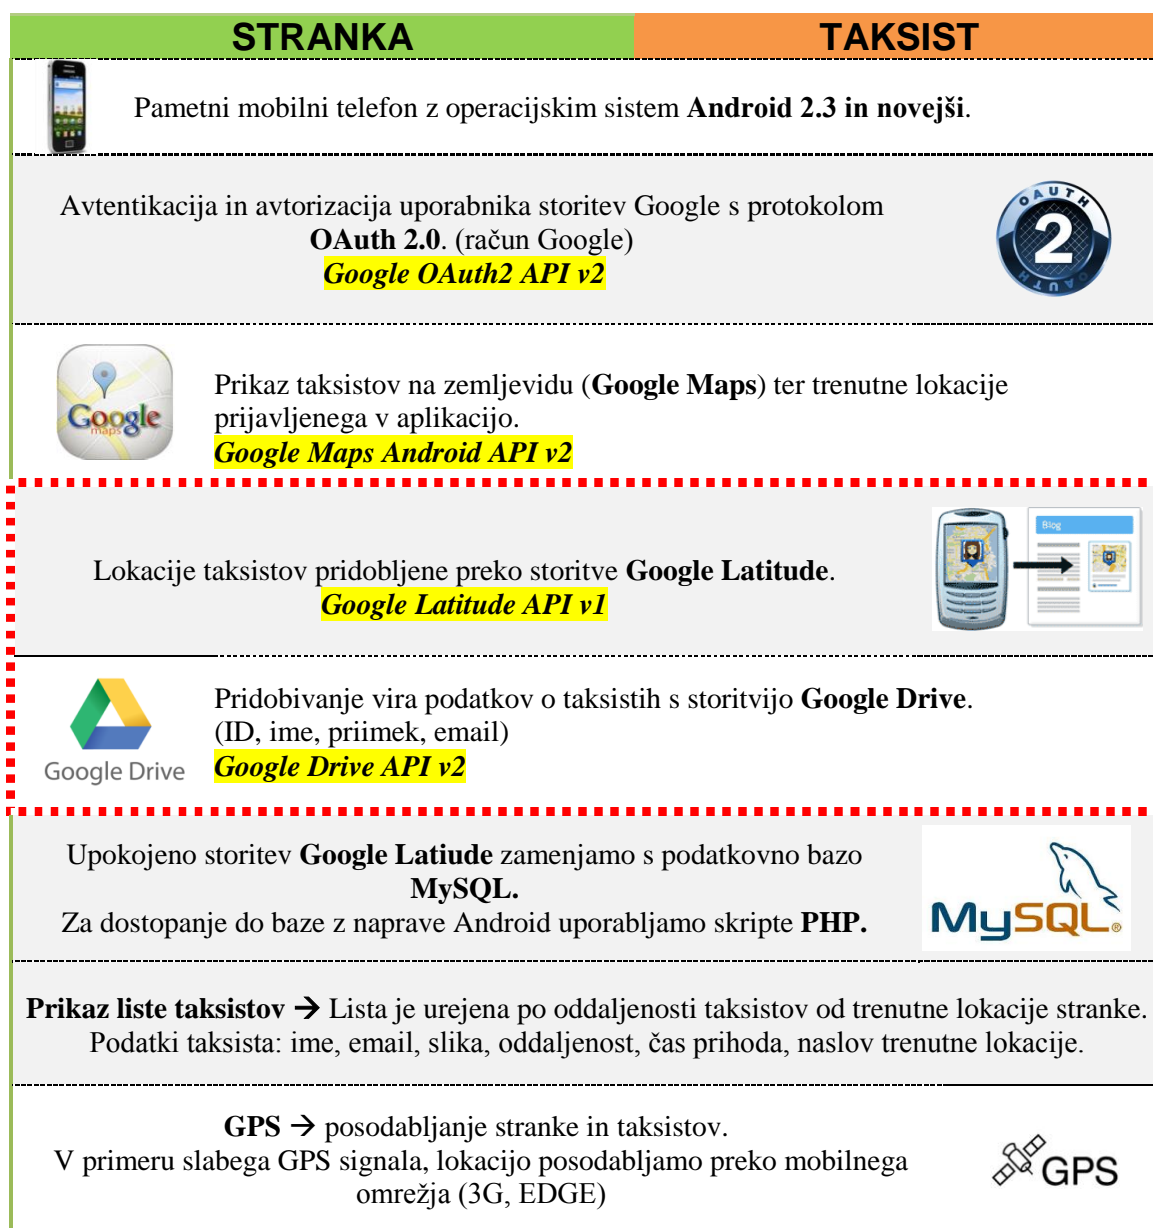 STRANKA TAKSIST
Pametni mobilni telefon z operacijskim sistem Android 2.3 in novejši.
Avtentikacija in avtorizacija uporabnika storitev Google s protokolom
OAuth 2.0. (račun Google)
Google OAuth2 API v2
OAUTH
2
OAUTH
Google
maps
Prikaz taksistov na zemljevidu (Google Maps) ter trenutne lokacije
prijavljenega v aplikacijo.
Google Maps Android API v2
Lokacije taksistov pridobljene preko storitve Google Latitude.
Google Latitude API v1
Blog
Google Drive
Pridobivanje vira podatkov o taksistih s storitvijo Google Drive.
(ID, ime, priimek, email)
Google Drive API v2
Upokojeno storitev Google Latiude zamenjamo s podatkovno bazo
MySQL.
Za dostopanje do baze z naprave Android uporabljamo skripte PHP.
MySQL®
Prikaz liste taksistov → Lista je urejena po oddaljenosti taksistov od trenutne lokacije stranke.
Podatki taksista: ime, email, slika, oddaljenost, čas prihoda, naslov trenutne lokacije.
GPS → posodabljanje stranke in taksistov.
V primeru slabega GPS signala, lokacijo posodabljamo preko mobilnega
omrežja (3G, EDGE)
GPS